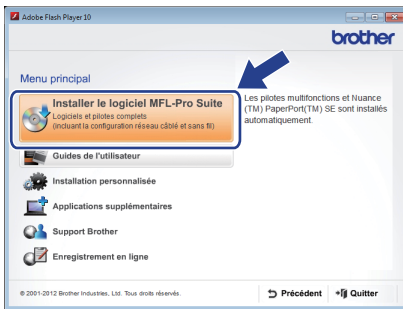 Adobe Flash Player 10
brother
Menu principal
Installer le logiciel MFL-Pro Suite
Logiciels et pilotes complets
(incluant la configuration réseau câblé et sans fil)
Les pilotes multifonctions et Nuance
(TM) PaperPort(TM) SE sont installés
automatiquement.
Guides de l'utilisateur
Installation personnalisée
Applications supplémentaires
Support Brother
Enregistrement en ligne
© 2001-2012 Brother Industries, Ltd. Tous droits réservés.
Précédent
Quitter